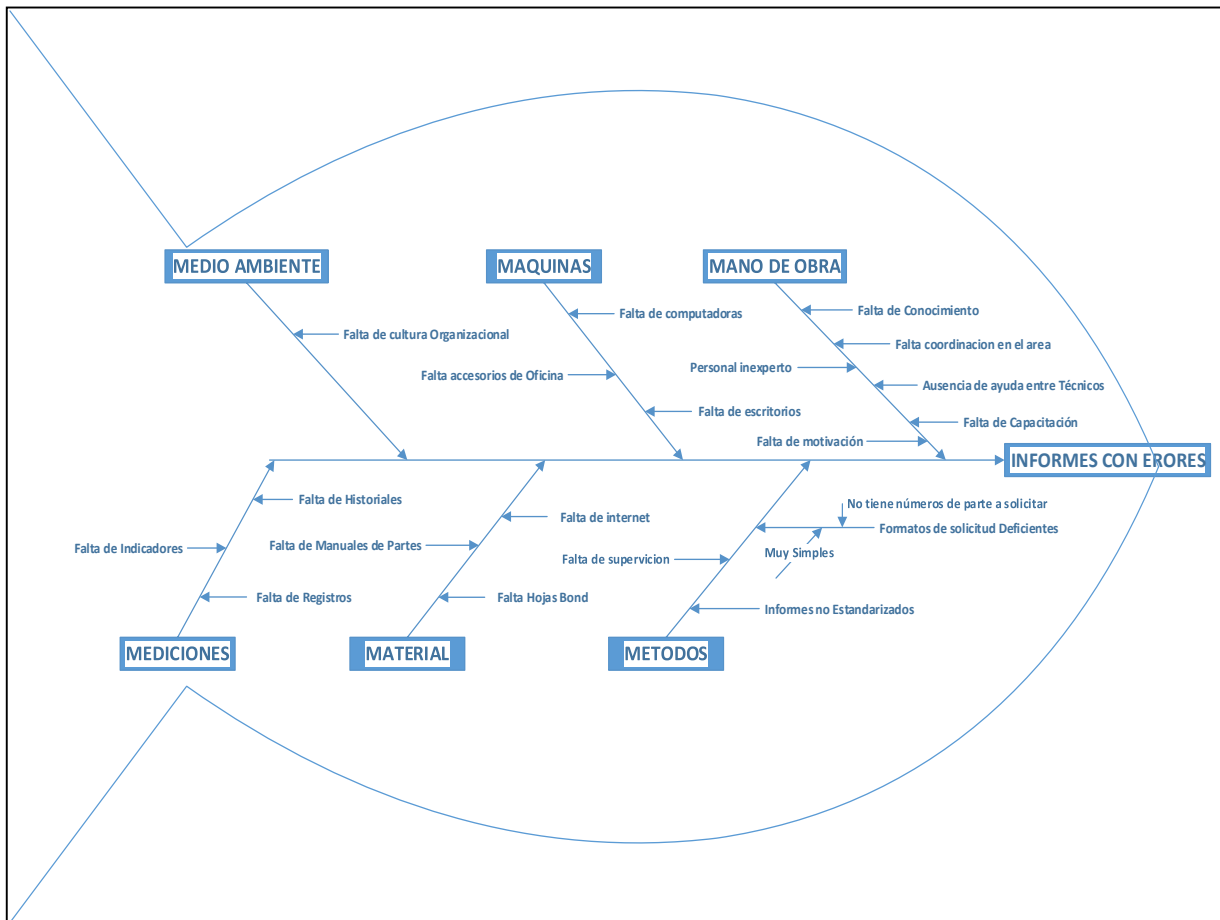 MEDIO AMBIENTE
MAQUINAS
MANO DE OBRA
Falta de cultura Organizacional
Falta de computadoras
Falta accesorios de Oficina
Falta de escritorios
Falta de Conocimiento
Falta coordinacion en el area
Personal inexperto
Ausencia de ayuda entre Técnicos
Falta de Capacitación
Falta de motivación
INFORMES CON ERORES
Falta de Historiales
Falta de Indicadores
Falta de Registros
Falta de internet
Falta de Manuales de Partes
Falta Hojas Bond
No tiene números de parte a solicitar
Formatos de solicitud Deficientes
Muy Simples
Falta de supervicion
Informes no Estandarizados
MEDICIONES
MATERIAL
METODOS